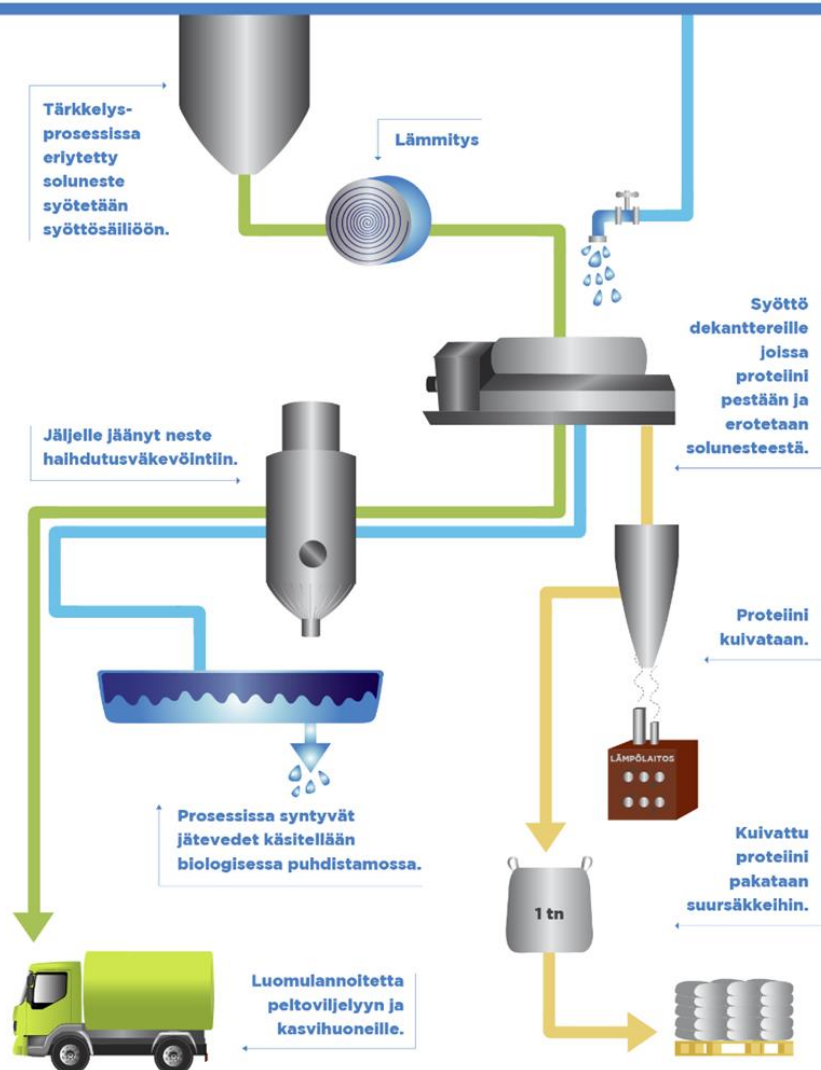 Tärkkelys-
prosessissa
eriytetty
soluneste
syötetään
syöttösäiliöön.
Lämmitys
Syöttö
dekanttereille
joissa
proteiini
pestään ja
erotetaan
solunesteestä.
Jäljelle jäänyt neste
haihdutusväkevöintiin.
Proteiini
kuivataan.
LÄMPÖLAITOS
Prosessissa syntyvät
jätevedet käsitellään
biologisessa puhdistamossa.
Kuivattu
proteiini
pakataan
suursäkkeihin.
1 tn
Luomulannoitetta
peltoviljelyyn ja
kasvihuoneille.